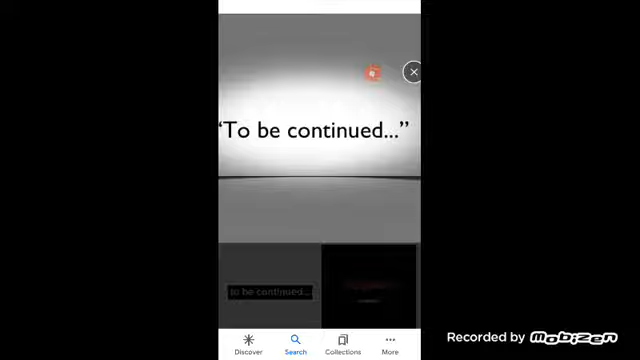 “To be continued...”
To be continued...
Discover
Search
Collections
More
Recorded by Mobizen